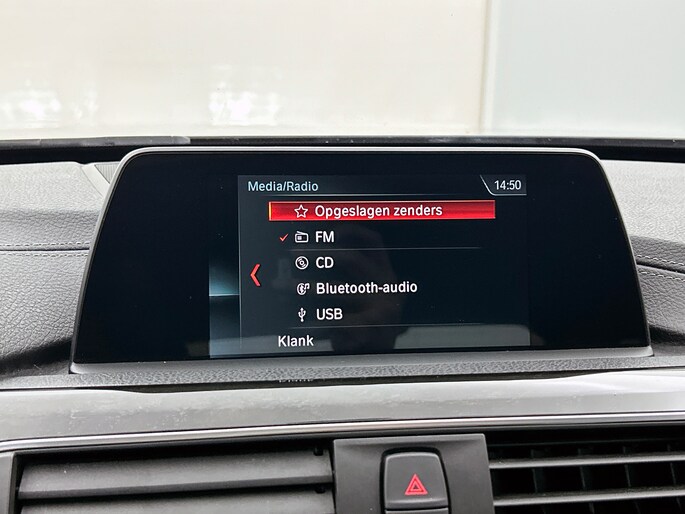 Media/Radio 14:50
Opgeslagen zenders
FM
CD
Bluetooth-audio
USB
Klank